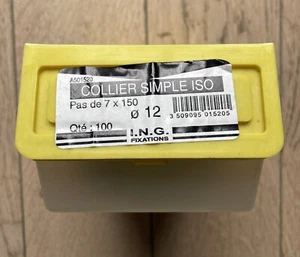 A501520
COLLIER SIMPLE ISO
Pas de 7 x 150
Ø 12
Qté : 100
3 509095 015205
I.N.G.
FIXATIONS